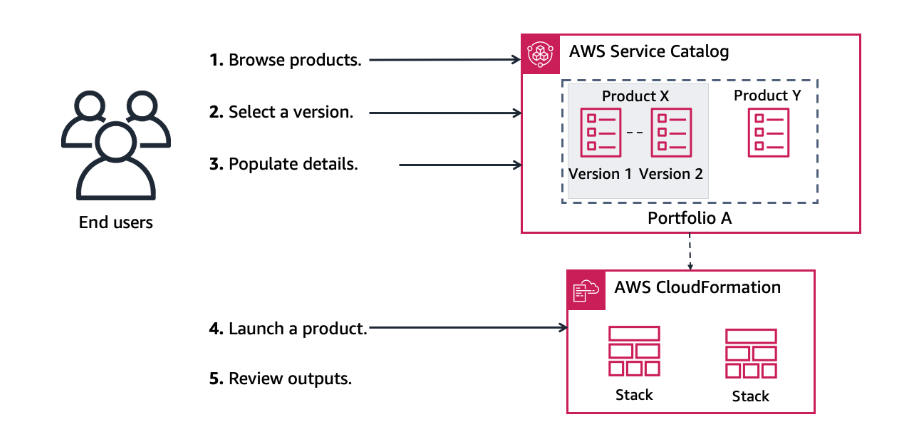 AWS Service Catalog
1. Browse products.
Product X
Product Y
2. Select a version.
3. Populate details.
Version 1
Version 2
End users
Portfolio A
AWS CloudFormation
4. Launch a product.
5. Review outputs.
Stack
Stack